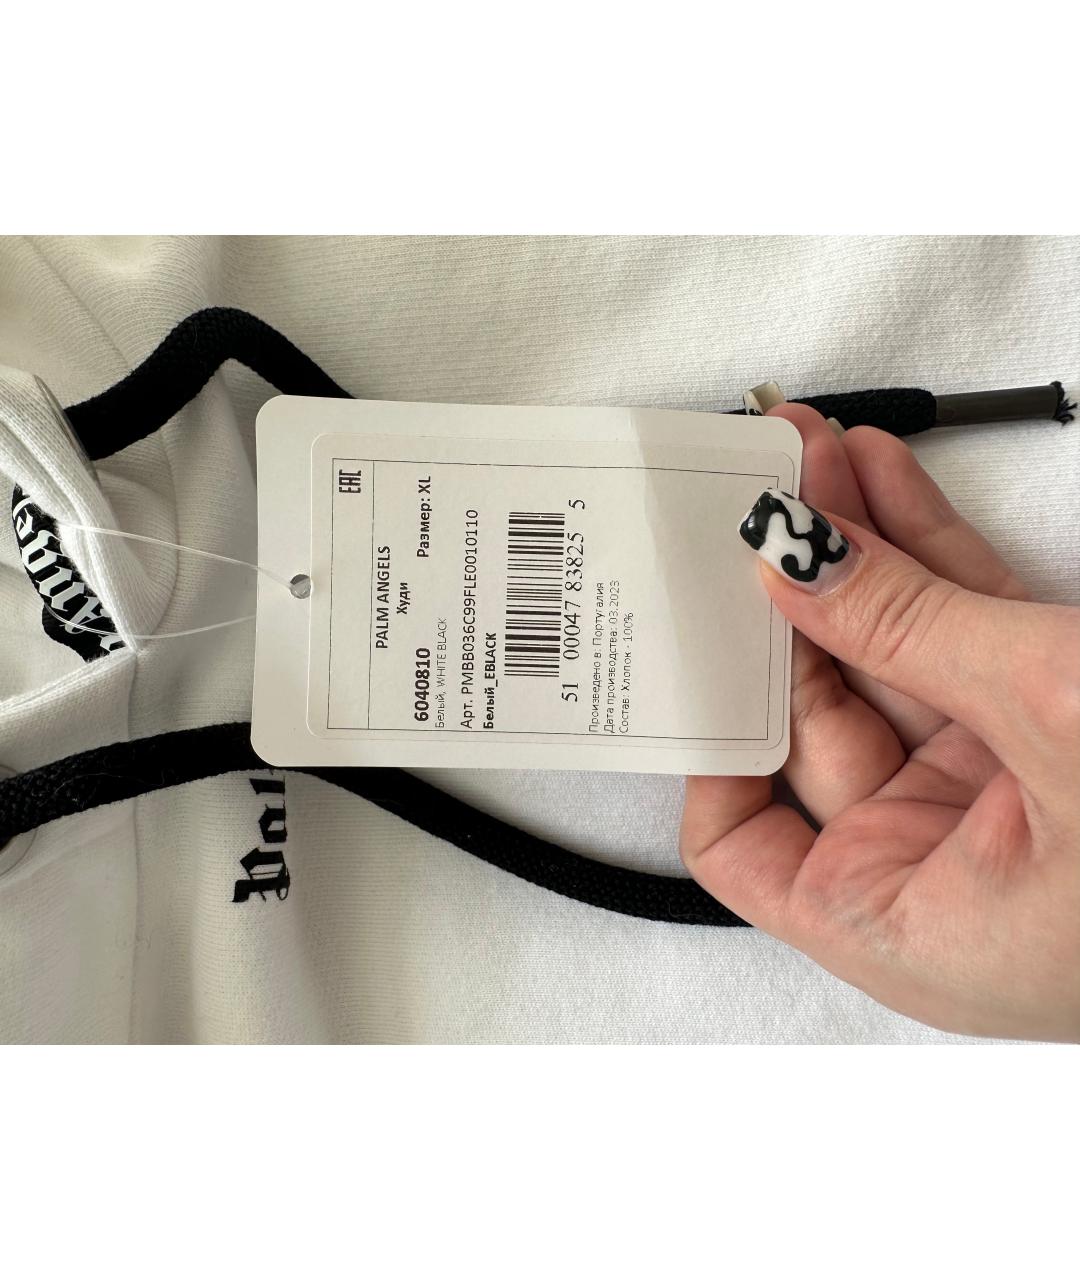 EAC
PALM ANGELS
Худи
6040810 Размер: XL
Белый, WHITE BLACK
Арт. PMBB036C99FLE0010110
Белый_EBLACK
51 00047 83825 5
Произведено в: Португалия
Дата производства: 03.2023
Состав: Хлопок - 100%
Pal